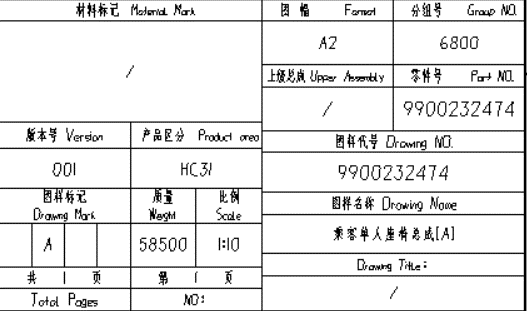 材料标记 Material Mark
图 幅 Format
分组号 Group NO.
/
A2
6800
上级总成 Upper Assembly
零件号 Part NO.
/
9900232474
版本号 Version
产品区分 Product area
图样代号 Drawing NO.
001
HC31
9900232474
图样标记 Drawing Mark
质量 Weight
比例 Scale
图样名称 Drawing Name
A
58500
1:10
乘客单人座椅总成[A]
共 1 页
第 1 页
Drawing Title:
Total Pages
NO:
/